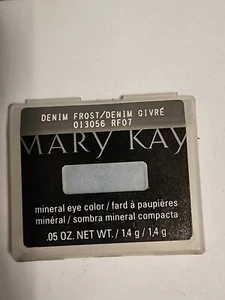 DENIM FROST/DENIM GIVRÉ
013056 RF07
MARY KAY
mineral eye color / fard à paupières
minéral / sombra mineral compacta
.05 OZ. NET WT. / 1,4 g / 1,4 g